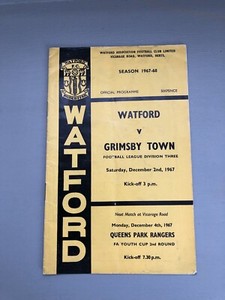 WATFORD ASSOCIATION FOOTBALL CLUB LIMITED
VICARAGE ROAD, WATFORD, HERTS.
SEASON 1967-68
OFFICIAL PROGRAMME SIXPENCE
WATFORD
WATFORD
V
GRIMSBY TOWN
FOOTBALL LEAGUE DIVISION THREE
Saturday, December 2nd, 1967
Kick-off 3 p.m.
Next Match at Vicarage Road
Monday, December 4th, 1967
QUEENS PARK RANGERS
FA YOUTH CUP 2nd ROUND
Kick-off 7.30 p.m.